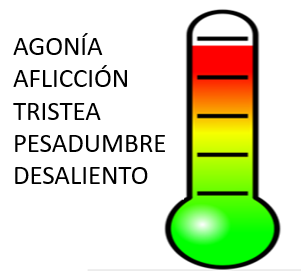 AGONÍA
AFLICCIÓN
TRISTEA
PESADUMBRE
DESALIENTO